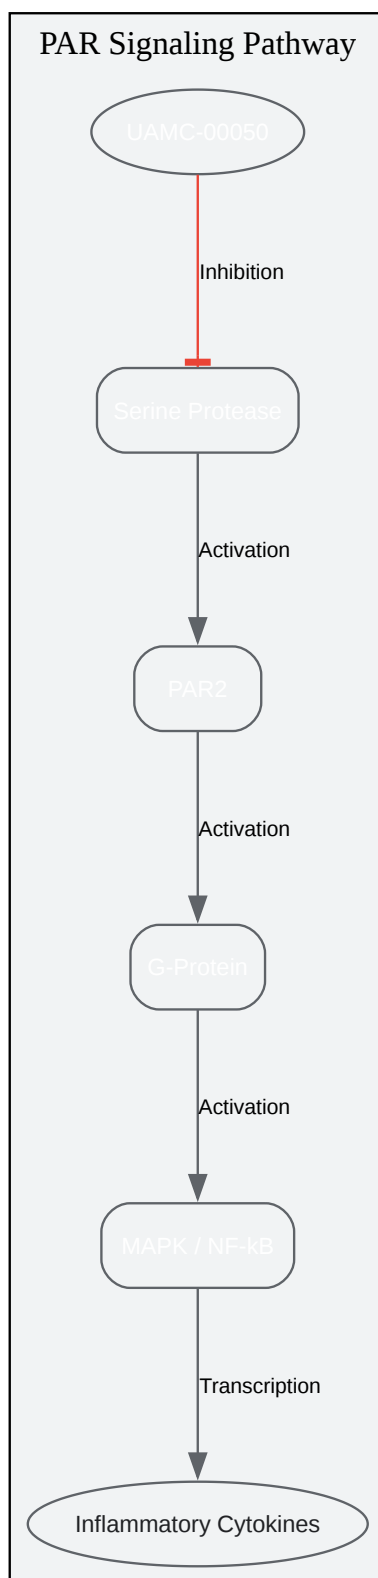 PAR Signaling Pathway
UAMC-00050
Inhibition
Serine Protease
Activation
PAR2
Activation
G-Protein
Activation
MAPK / NF-kB
Transcription
Inflammatory Cytokines